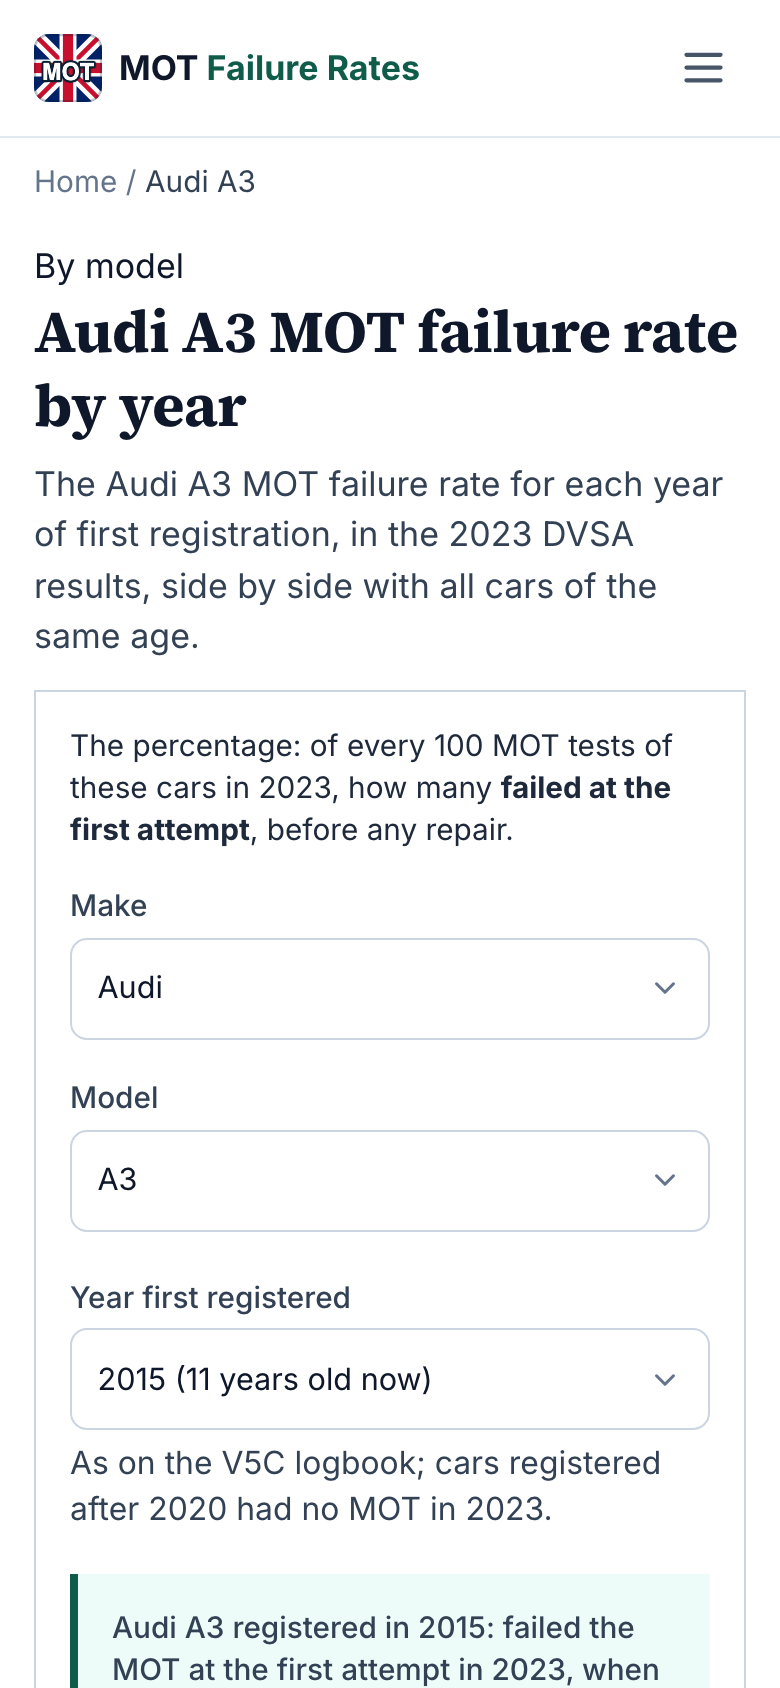 MOT
MOT Failure Rates
Home / Audi A3
By model
Audi A3 MOT failure rate
by year
The Audi A3 MOT failure rate for each year
of first registration, in the 2023 DVSA
results, side by side with all cars of the
same age.
The percentage: of every 100 MOT tests of
these cars in 2023, how many failed at the
first attempt, before any repair.
Make
Audi
Model
A3
Year first registered
2015 (11 years old now)
As on the V5C logbook; cars registered
after 2020 had no MOT in 2023.
Audi A3 registered in 2015: failed the
MOT at the first attempt in 2023, when